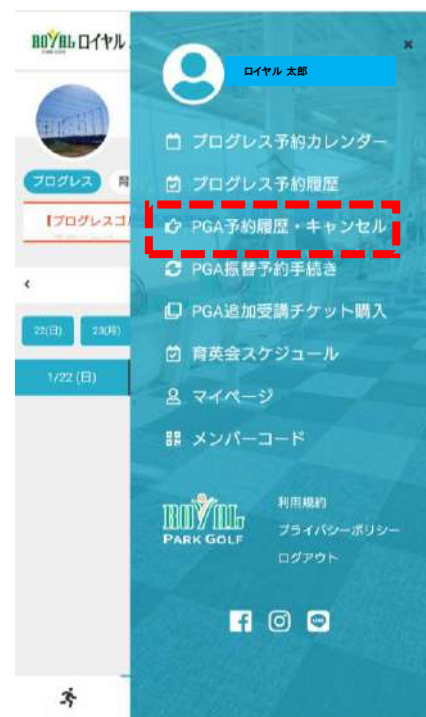 ROYAL ロイヤル
PARK GOLF
×
ロイヤル 太郎
プログレス予約カレンダー
プログレス予約履歴
PGA予約履歴・キャンセル
PGA振替予約手続き
PGA追加受講チケット購入
育英会スケジュール
マイページ
メンバーコード
プログレス 育
【プログレスゴル
<
22(日) 23(月)
1/22 (日)
ROYAL
PARK GOLF
利用規約
プライバシーポリシー
ログアウト